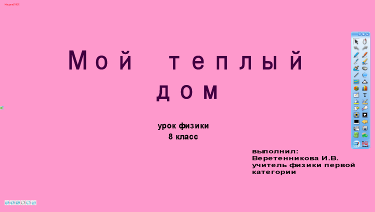 Мой теплый
дом
урок физики
8 класс
выполнил:
Веретенникова И.В.
учитель физики первой
категории